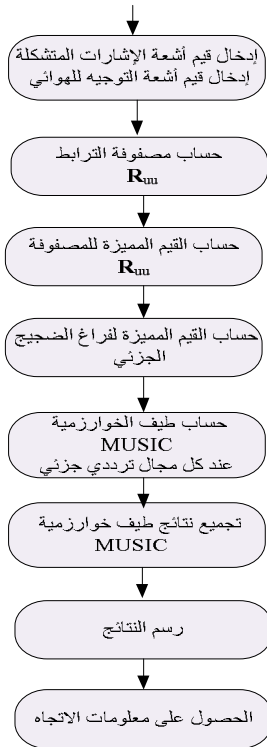 إدخال قيم أشعة الإشارات المتشكلة
إدخال قيم أشعة التوجيه للهوائي
حساب مصفوفة الترابط
Ruu
حساب القيم المميزة للمصفوفة
Ruu
حساب القيم المميزة لفراغ الضجيج
الجزئي
حساب طيف الخوارزمية
MUSIC
عند كل مجال ترددي جزئي
تجميع نتائج طيف خوارزمية
MUSIC
رسم النتائج
الحصول على معلومات الاتجاه